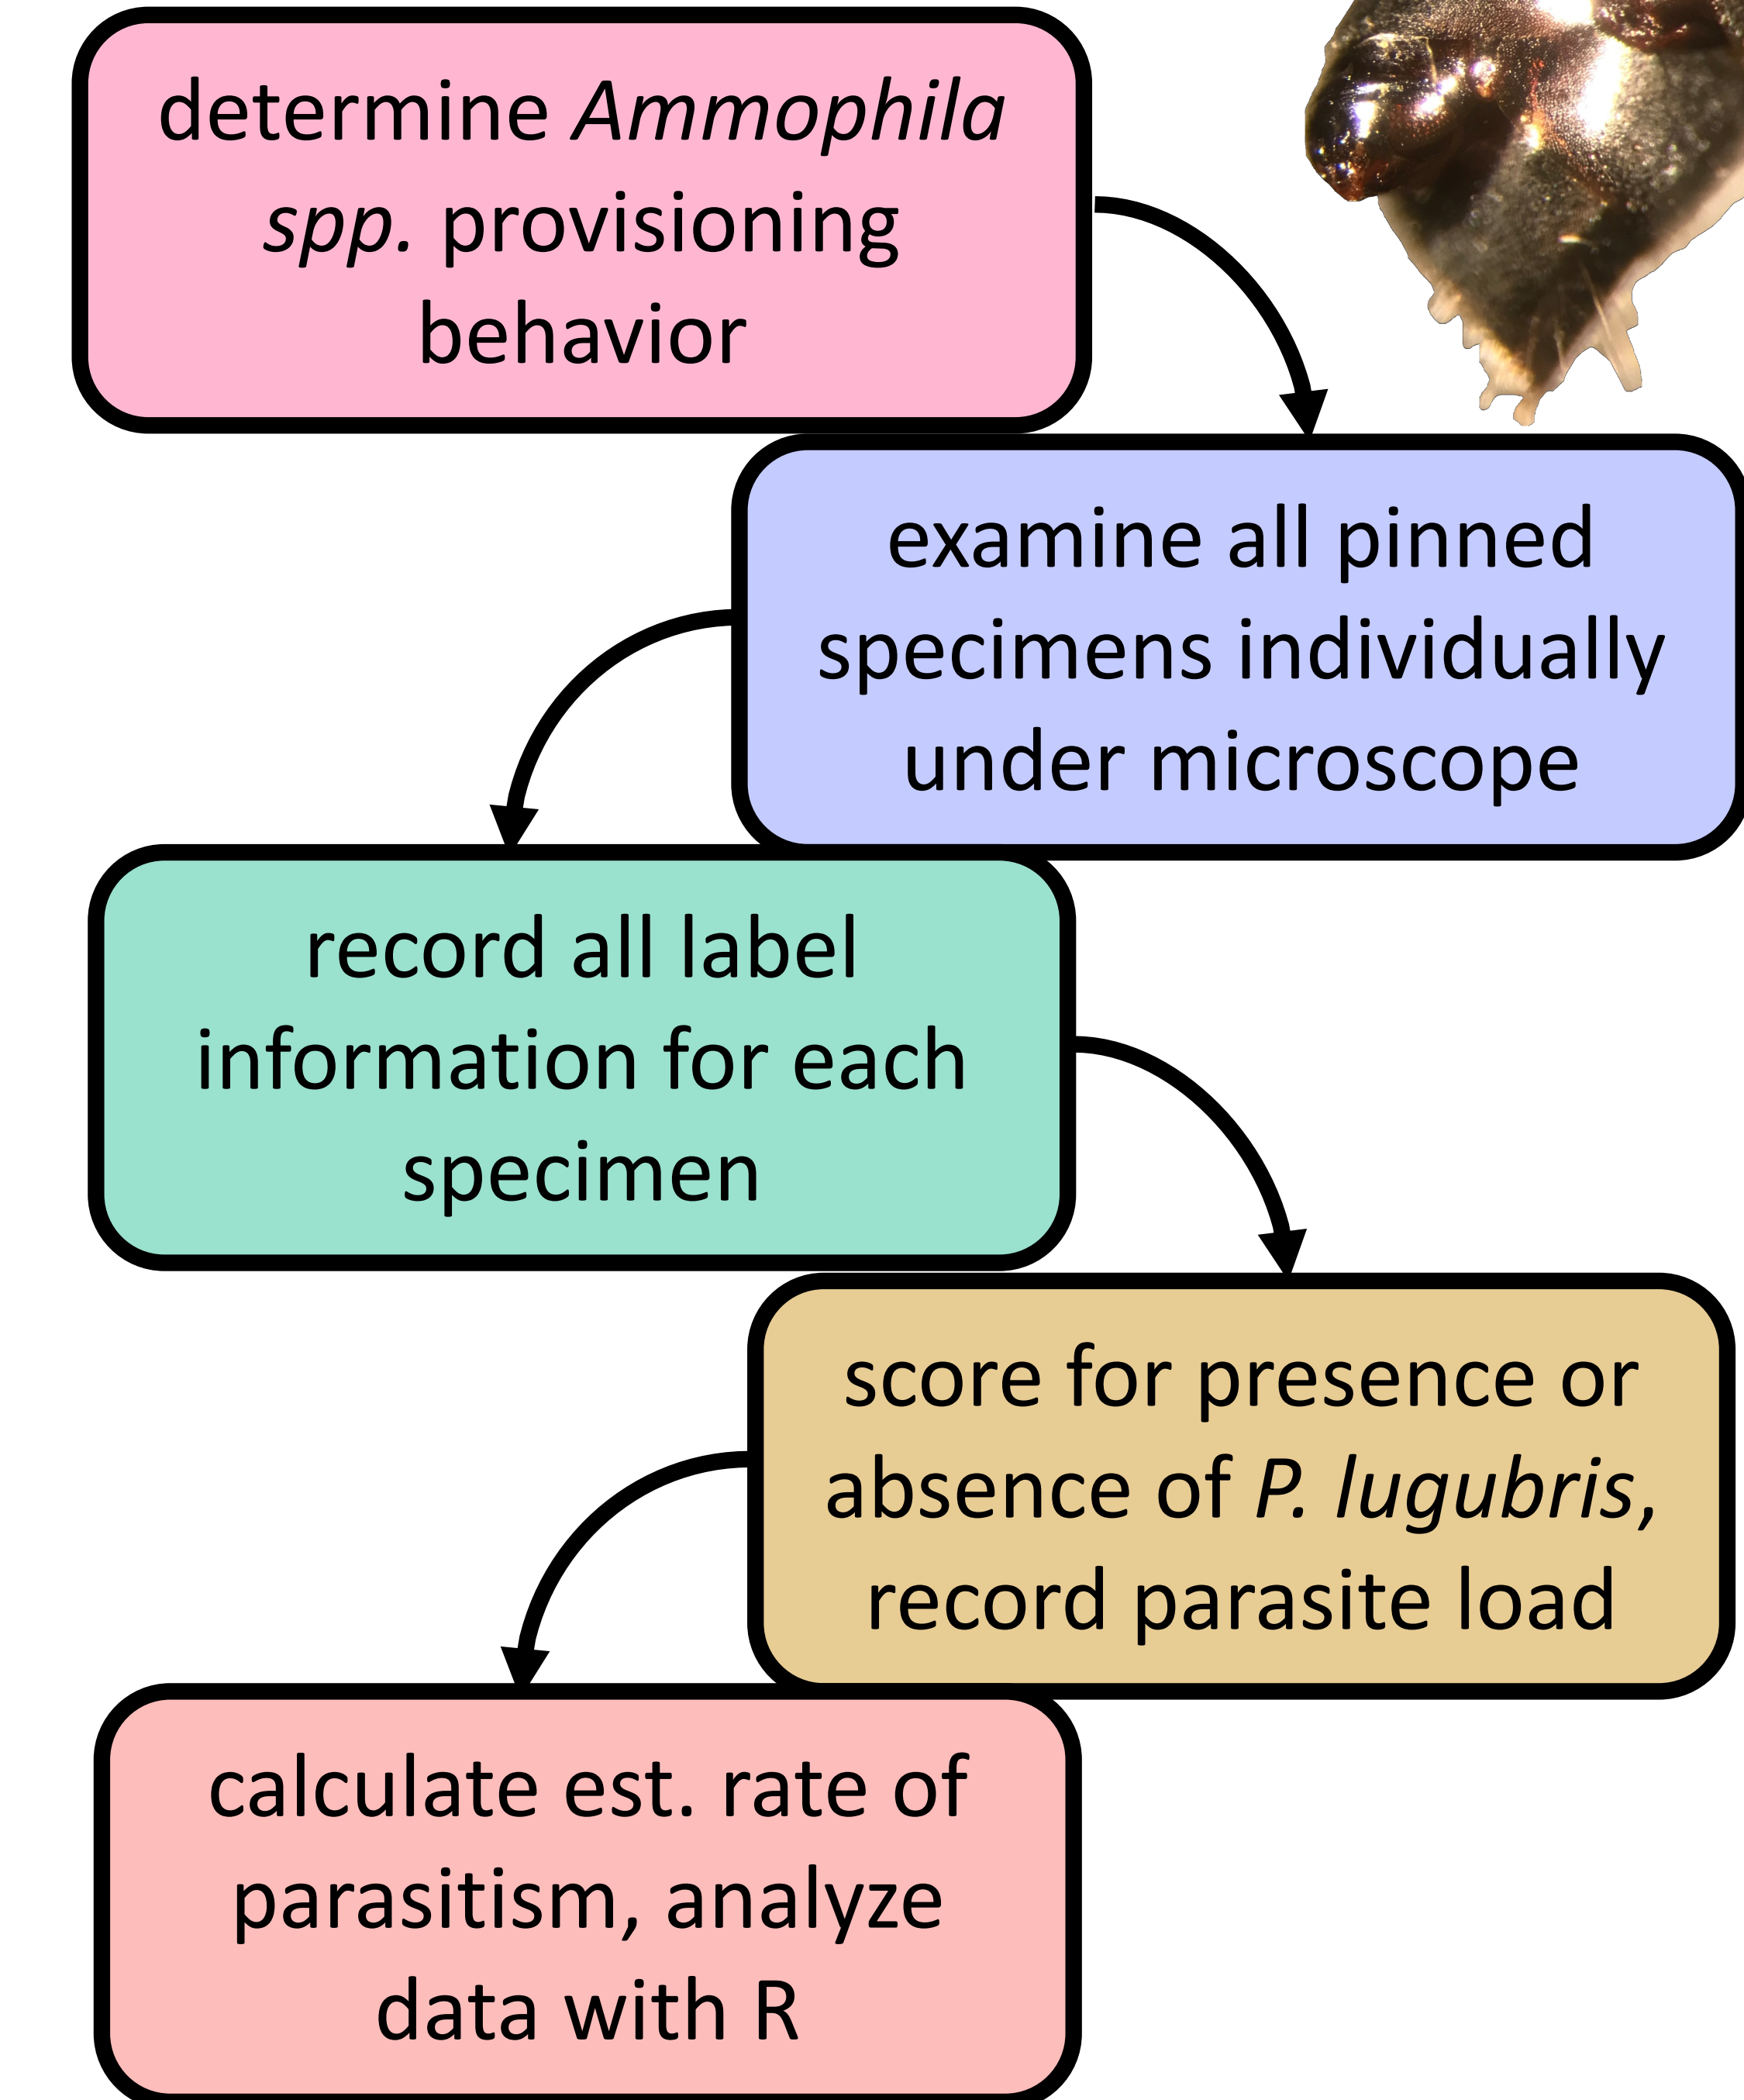 determine Ammophila
spp. provisioning
behavior
examine all pinned
specimens individually
under microscope
record all label
information for each
specimen
score for presence or
absence of P. lugubris,
record parasite load
calculate est. rate of
parasitism, analyze
data with R